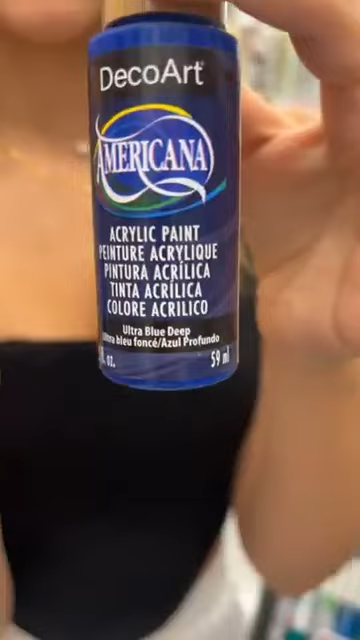 DecoArt
AMERICANA
ACRYLIC PAINT
PEINTURE ACRYLIQUE
PINTURA ACRÍLICA
TINTA ACRÍLICA
COLORE ACRILICO
Ultra Blue Deep
bleu foncé/Azul Profundo
oz. 59 ml